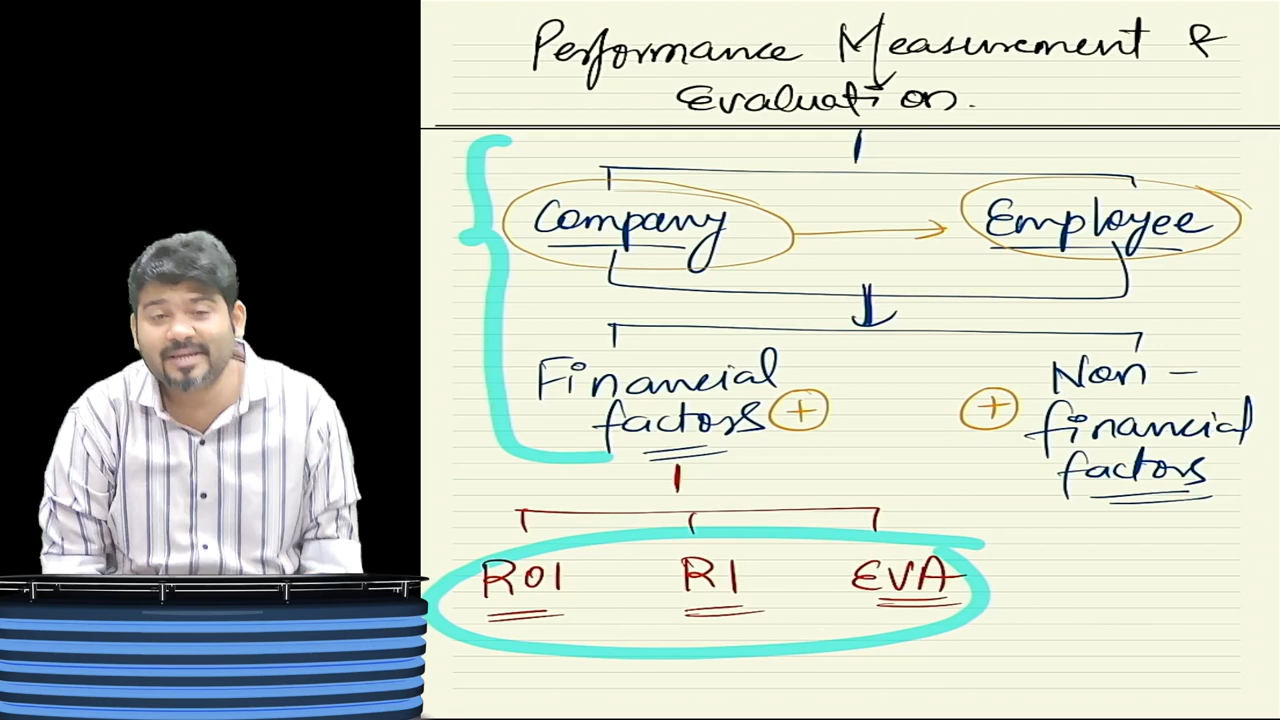 Performance Measurement &
Evaluation.
Company
Employee
Financial
factors +
+ Non-
financial
factors
ROI RI EVA